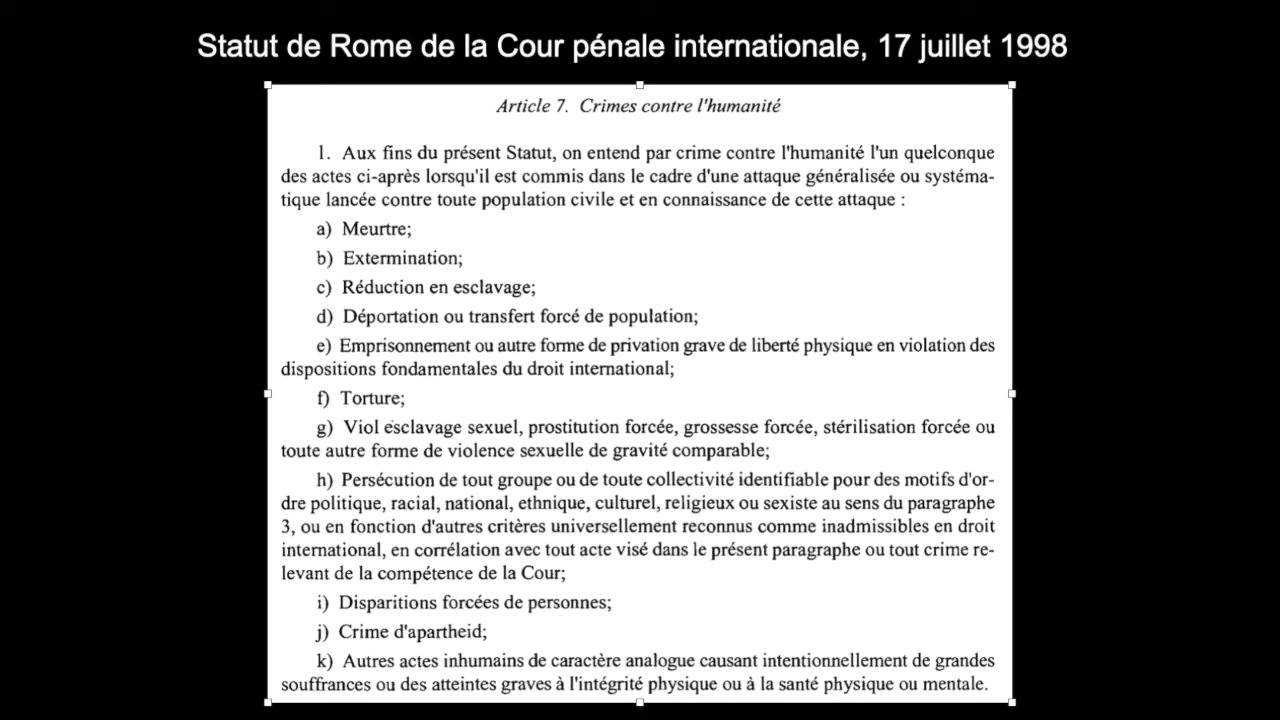 Statut de Rome de la Cour pénale internationale, 17 juillet 1998
Article 7. Crimes contre l'humanité
1. Aux fins du présent Statut, on entend par crime contre l'humanité l'un quelconque
des actes ci-après lorsqu'il est commis dans le cadre d'une attaque généralisée ou systéma-
tique lancée contre toute population civile et en connaissance de cette attaque :
a) Meurtre;
b) Extermination;
c) Réduction en esclavage;
d) Déportation ou transfert forcé de population;
e) Emprisonnement ou autre forme de privation grave de liberté physique en violation des
dispositions fondamentales du droit international;
f) Torture;
g) Viol esclavage sexuel, prostitution forcée, grossesse forcée, stérilisation forcée ou
toute autre forme de violence sexuelle de gravité comparable;
h) Persécution de tout groupe ou de toute collectivité identifiable pour des motifs d'or-
dre politique, racial, national, ethnique, culturel, religieux ou sexiste au sens du paragraphe
3, ou en fonction d'autres critères universellement reconnus comme inadmissibles en droit
international, en corrélation avec tout acte visé dans le présent paragraphe ou tout crime re-
levant de la compétence de la Cour;
i) Disparitions forcées de personnes;
j) Crime d'apartheid;
k) Autres actes inhumains de caractère analogue causant intentionnellement de grandes
souffrances ou des atteintes graves à l'intégrité physique ou à la santé physique ou mentale.